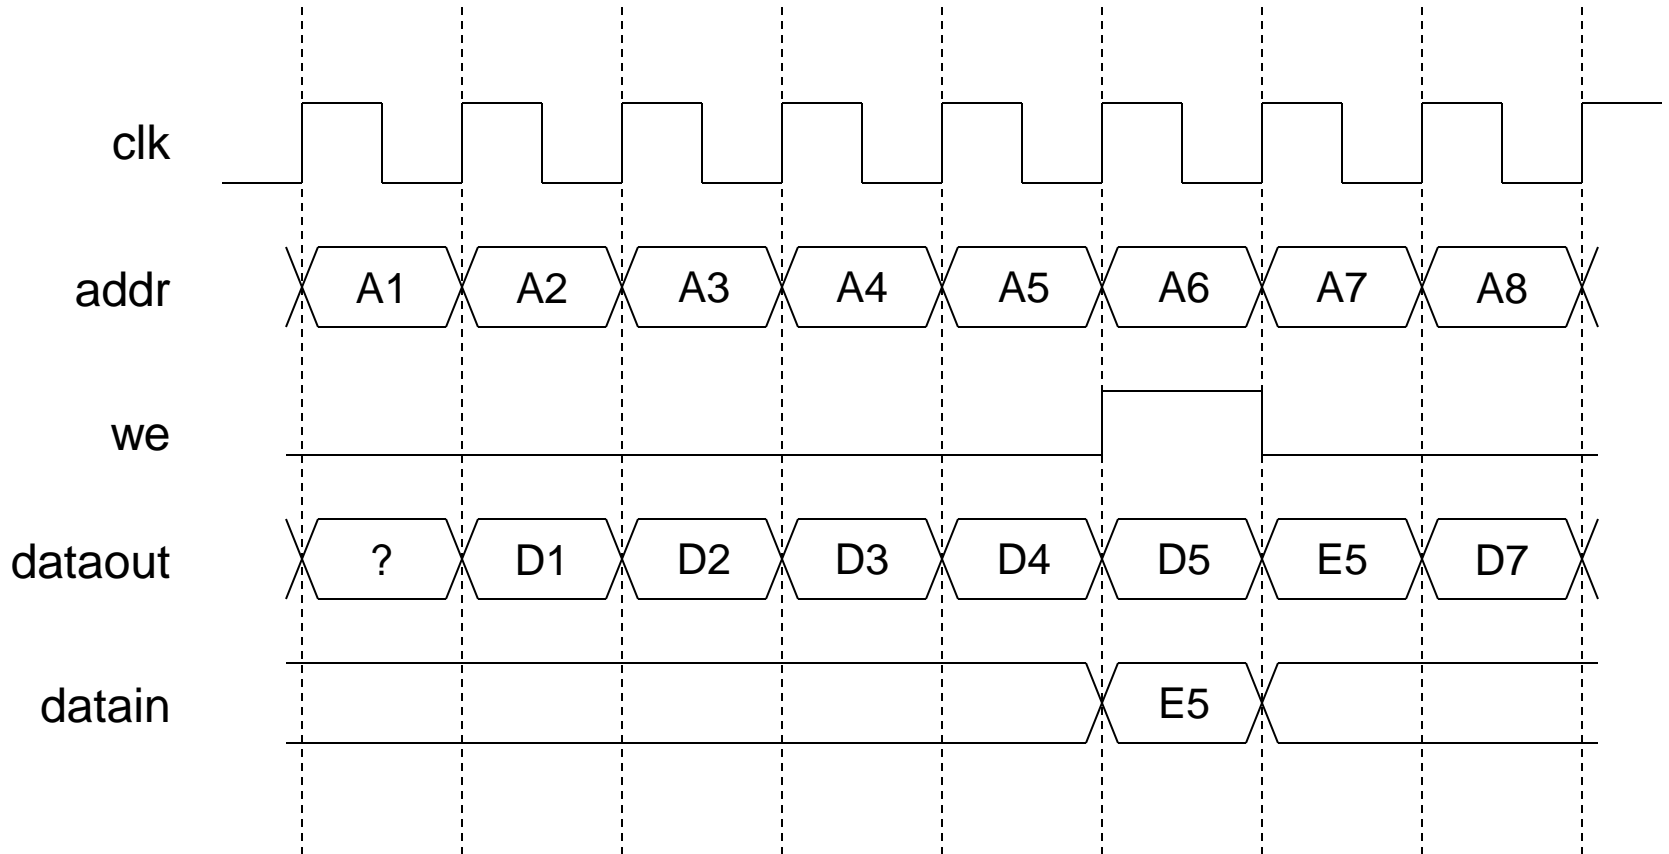 clk
addr A1 A2 A3 A4 A5 A6 A7 A8
we
dataout ? D1 D2 D3 D4 D5 E5 D7
datain E5